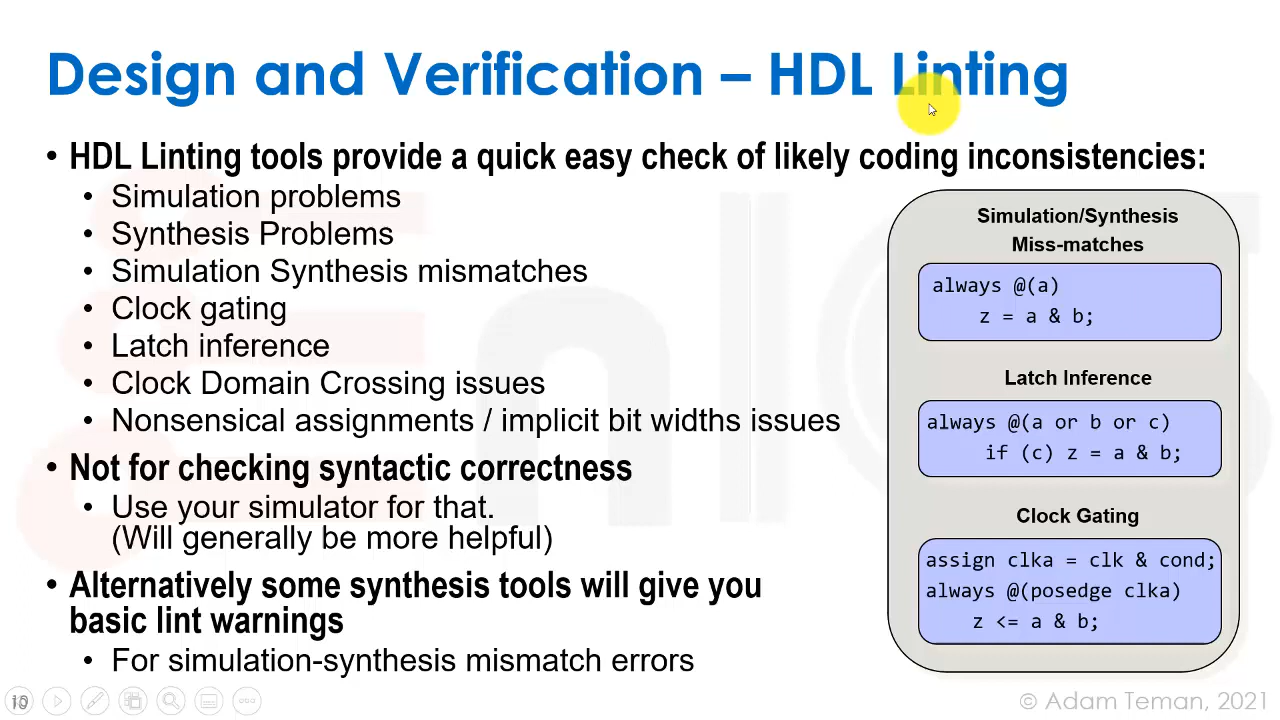 Design and Verification – HDL Linting
• HDL Linting tools provide a quick easy check of likely coding inconsistencies:
• Simulation problems
• Synthesis Problems
• Simulation Synthesis mismatches
• Clock gating
• Latch inference
• Clock Domain Crossing issues
• Nonsensical assignments / implicit bit widths issues
• Not for checking syntactic correctness
• Use your simulator for that.
(Will generally be more helpful)
• Alternatively some synthesis tools will give you
basic lint warnings
• For simulation-synthesis mismatch errors
Simulation/Synthesis
Miss-matches
always @(a)
z = a & b;
Latch Inference
always @(a or b or c)
if (c) z = a & b;
Clock Gating
assign clka = clk & cond;
always @(posedge clka)
z <= a & b;
10
© Adam Teman, 2021